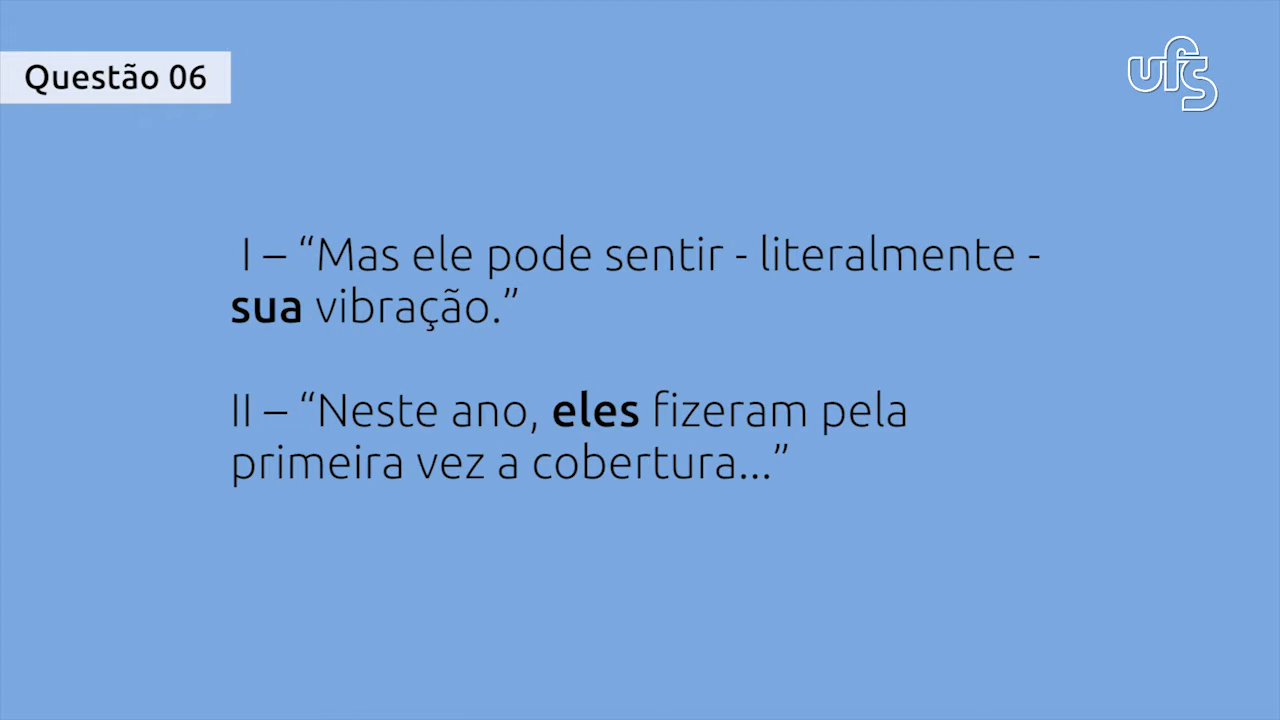 Questão 06
ufs
I – “Mas ele pode sentir - literalmente -
sua vibração.”
II – “Neste ano, eles fizeram pela
primeira vez a cobertura...”